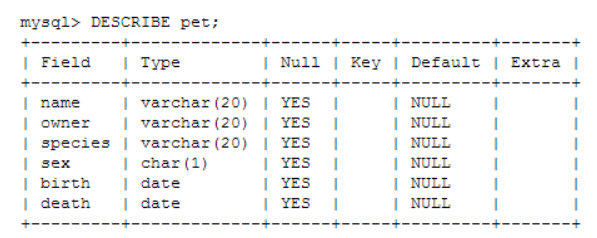 mysql> DESCRIBE pet;
+---------+-------------+------+-----+---------+-------+
| Field   | Type        | Null | Key | Default | Extra |
+---------+-------------+------+-----+---------+-------+
| name    | varchar(20) | YES  |     | NULL    |       |
| owner   | varchar(20) | YES  |     | NULL    |       |
| species | varchar(20) | YES  |     | NULL    |       |
| sex     | char(1)     | YES  |     | NULL    |       |
| birth   | date        | YES  |     | NULL    |       |
| death   | date        | YES  |     | NULL    |       |
+---------+-------------+------+-----+---------+-------+